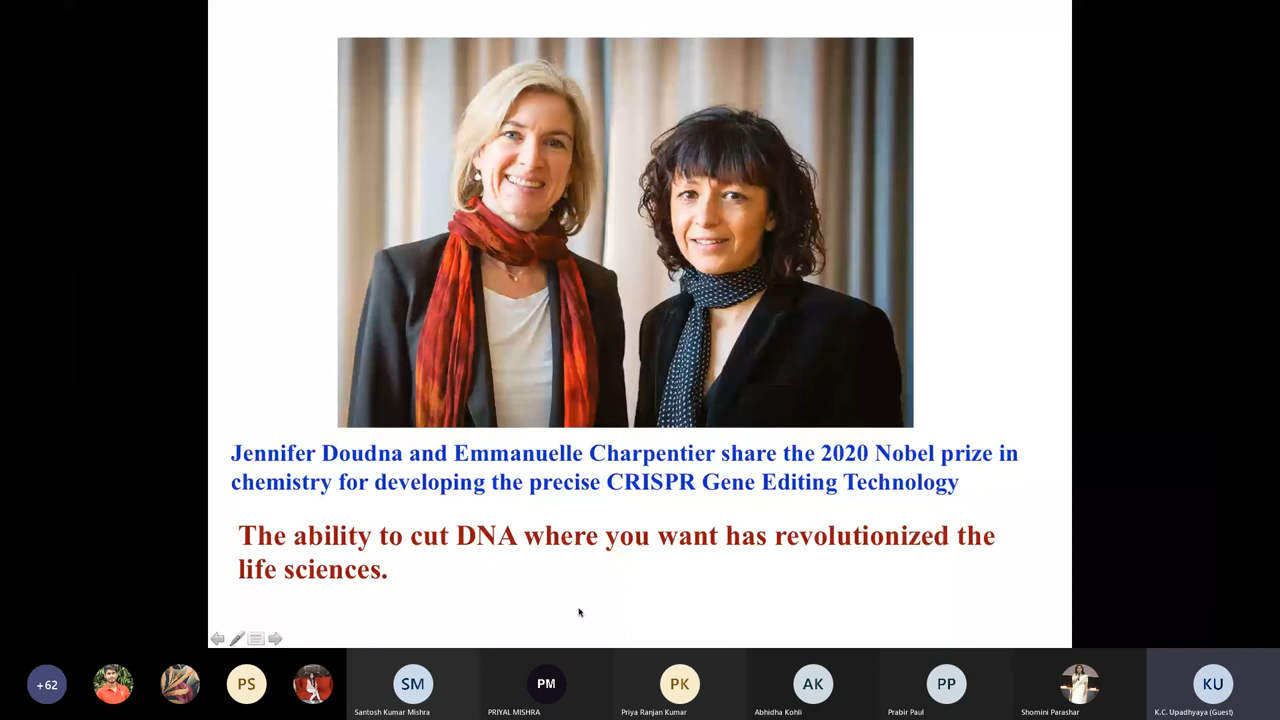 Jennifer Doudna and Emmanuelle Charpentier share the 2020 Nobel prize in
chemistry for developing the precise CRISPR Gene Editing Technology
The ability to cut DNA where you want has revolutionized the
life sciences.
+62
PS
SM
PM
PK
AK
PP
KU
Santosh Kumar Mishra
PRIYAL MISHRA
Priya Ranjan Kumar
Abhidha Kohli
Prabir Paul
Shomini Parashar
K.C. Upadhyaya (Guest)